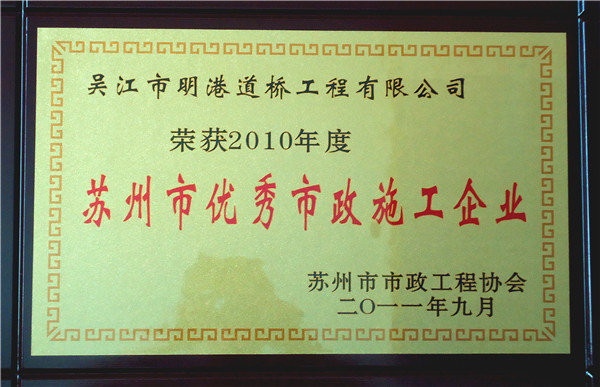 吴江市明港道桥工程有限公司
荣获2010年度
苏州市优秀市政施工企业
苏州市市政工程协会
二〇一一年九月